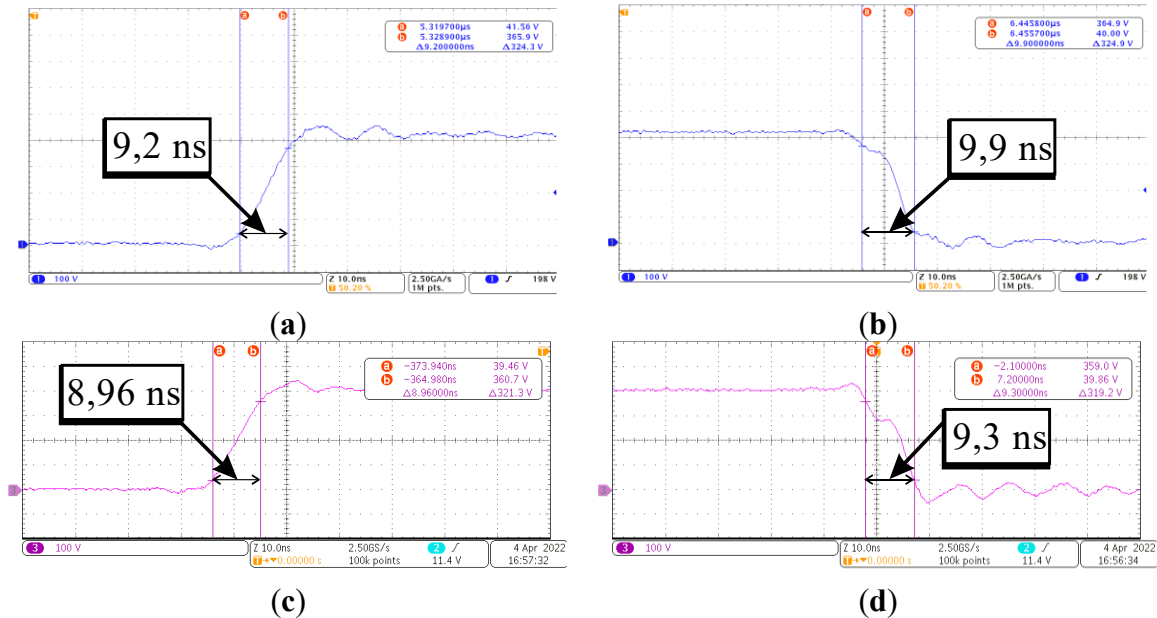 T
a b
a 5.319700µs 41.56 V
b 5.328900µs 365.9 V
Δ9.200000ns Δ324.3 V
9,2 ns
1
1 100 V
Z 10.0ns
T 50.20 %
2.50GA/s
1M pts.
1 198 V
(a)
T
a b
a 6.445800µs 364.9 V
b 6.455700µs 40.00 V
Δ9.900000ns Δ324.9 V
9,9 ns
1
1 100 V
Z 10.0ns
T 50.20 %
2.50GA/s
1M pts.
1 198 V
(b)
a b
T
a −373.940ns 39.46 V
b −364.980ns 360.7 V
Δ8.96000ns Δ321.3 V
8,96 ns
3
3 100 V
Z 10.0ns
T→▼0.00000 s
2.50GS/s
100k points
2
11.4 V
4 Apr 2022
16:57:32
(c)
a T b
a −2.10000ns 359.0 V
b 7.20000ns 39.86 V
Δ9.30000ns Δ319.2 V
9,3 ns
3
3 100 V
Z 10.0ns
T→▼0.00000 s
2.50GS/s
100k points
2
11.4 V
4 Apr 2022
16:56:34
(d)